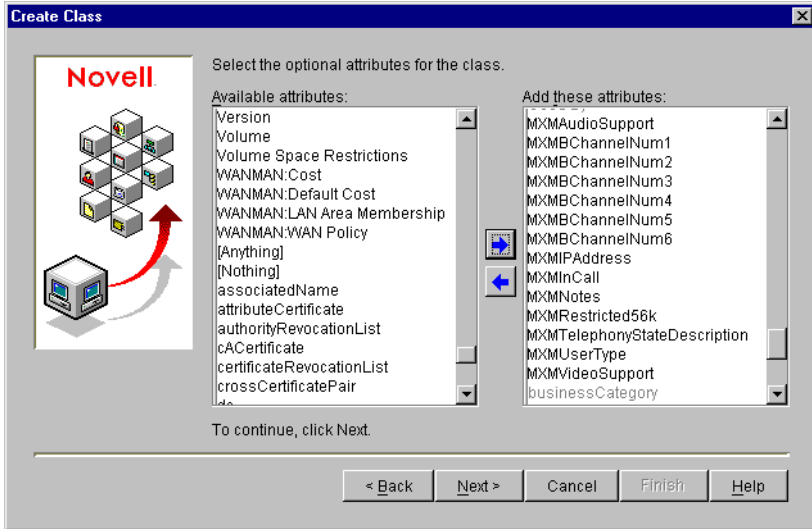 Create Class
Novell
Select the optional attributes for the class.
Available attributes:
Version
Volume
Volume Space Restrictions
WANMAN:Cost
WANMAN:Default Cost
WANMAN:LAN Area Membership
WANMAN:WAN Policy
[Anything]
[Nothing]
associatedName
attributeCertificate
authorityRevocationList
cACertificate
certificateRevocationList
crossCertificatePair
Add these attributes:
MXMAudioSupport
MXMBChannelNum1
MXMBChannelNum2
MXMBChannelNum3
MXMBChannelNum4
MXMBChannelNum5
MXMBChannelNum6
MXMIPAddress
MXMInCall
MXMNotes
MXMRestricted56k
MXMTelephonyStateDescription
MXMUserType
MXMVideoSupport
businessCategory
To continue, click Next.
< Back
Next >
Cancel
Finish
Help